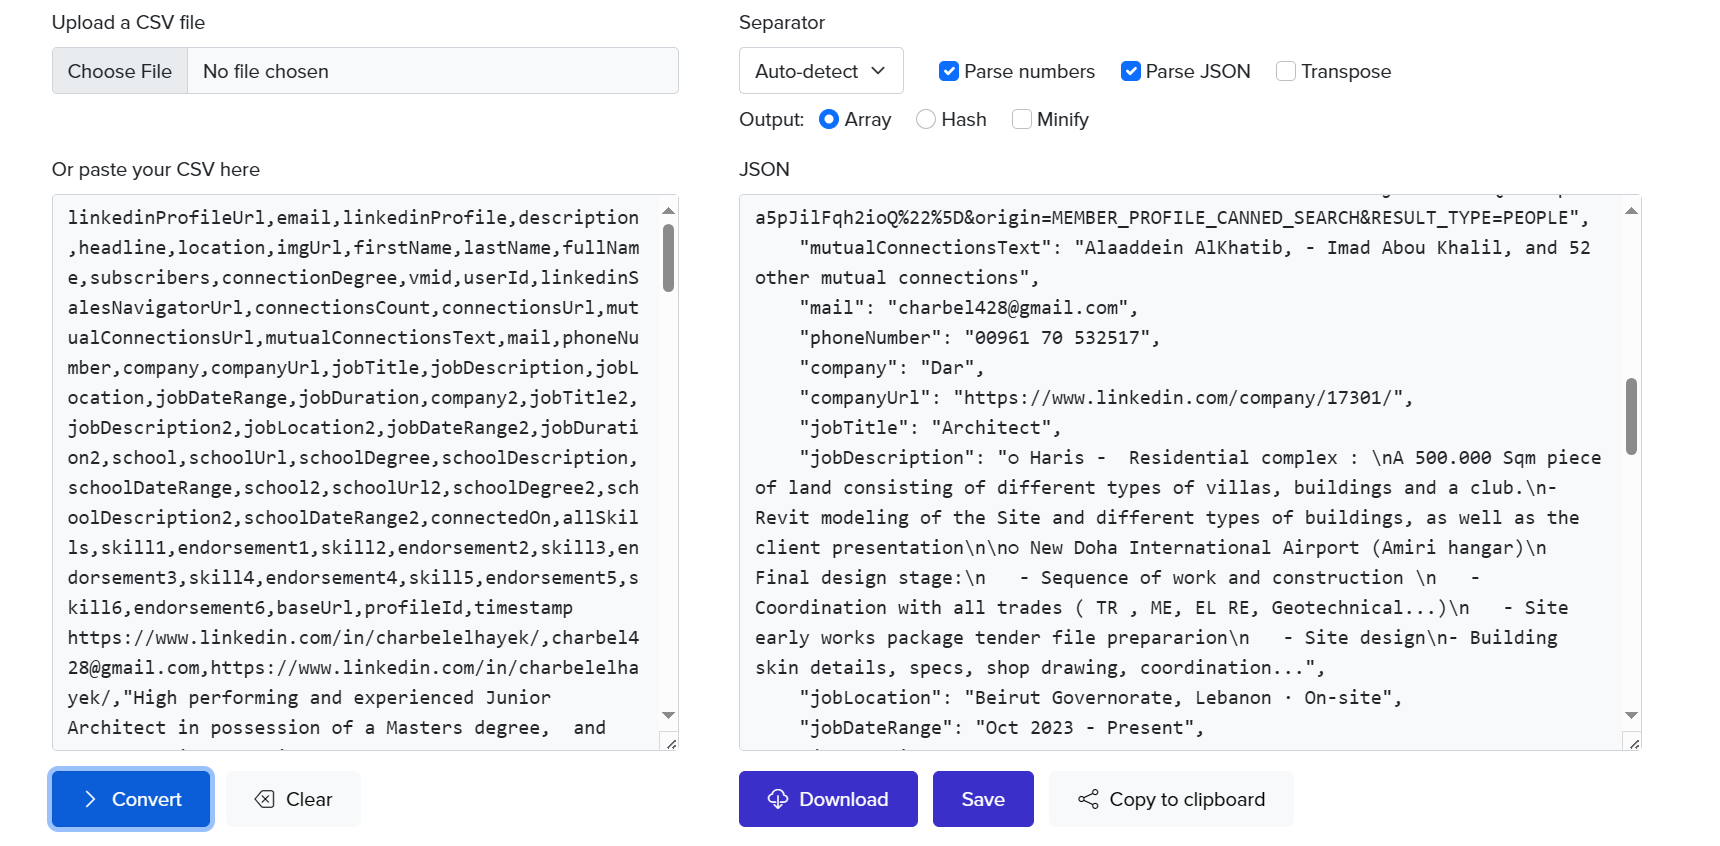 Upload a CSV file
Choose File No file chosen
Separator
Auto-detect Parse numbers Parse JSON Transpose
Output: Array Hash Minify
Or paste your CSV here
linkedinProfileUrl,email,linkedinProfile,description
,headline,location,imgUrl,firstName,lastName,fullNam
e,subscribers,connectionDegree,vmid,userId,linkedinS
alesNavigatorUrl,connectionsCount,connectionsUrl,mut
ualConnectionsUrl,mutualConnectionsText,mail,phoneNu
mber,company,companyUrl,jobTitle,jobDescription,jobL
ocation,jobDateRange,jobDuration,company2,jobTitle2,
jobDescription2,jobLocation2,jobDateRange2,jobDurati
on2,school,schoolUrl,schoolDegree,schoolDescription,
schoolDateRange,school2,schoolUrl2,schoolDegree2,sch
oolDescription2,schoolDateRange2,connectedOn,allSkil
ls,skill1,endorsement1,skill2,endorsement2,skill3,en
dorsement3,skill4,endorsement4,skill5,endorsement5,s
kill6,endorsement6,baseUrl,profileId,timestamp
https://www.linkedin.com/in/charbelelhayek/,charbel4
28@gmail.com,https://www.linkedin.com/in/charbelelha
yek/,"High performing and experienced Junior
Architect in possession of a Masters degree,  and
JSON
a5pJilFqh2ioQ%22%5D&origin=MEMBER_PROFILE_CANNED_SEARCH&RESULT_TYPE=PEOPLE",
"mutualConnectionsText": "Alaaddein AlKhatib, - Imad Abou Khalil, and 52
other mutual connections",
"mail": "charbel428@gmail.com",
"phoneNumber": "00961 70 532517",
"company": "Dar",
"companyUrl": "https://www.linkedin.com/company/17301/",
"jobTitle": "Architect",
"jobDescription": "o Haris -  Residential complex : \nA 500.000 Sqm piece
of land consisting of different types of villas, buildings and a club.\n-
Revit modeling of the Site and different types of buildings, as well as the
client presentation\n\no New Doha International Airport (Amiri hangar)\n
Final design stage:\n   - Sequence of work and construction \n   -
Coordination with all trades ( TR , ME, EL RE, Geotechnical...)\n   - Site
early works package tender file prepararion\n   - Site design\n- Building
skin details, specs, shop drawing, coordination...",
"jobLocation": "Beirut Governorate, Lebanon · On-site",
"jobDateRange": "Oct 2023 - Present",
Convert Clear
Download Save Copy to clipboard